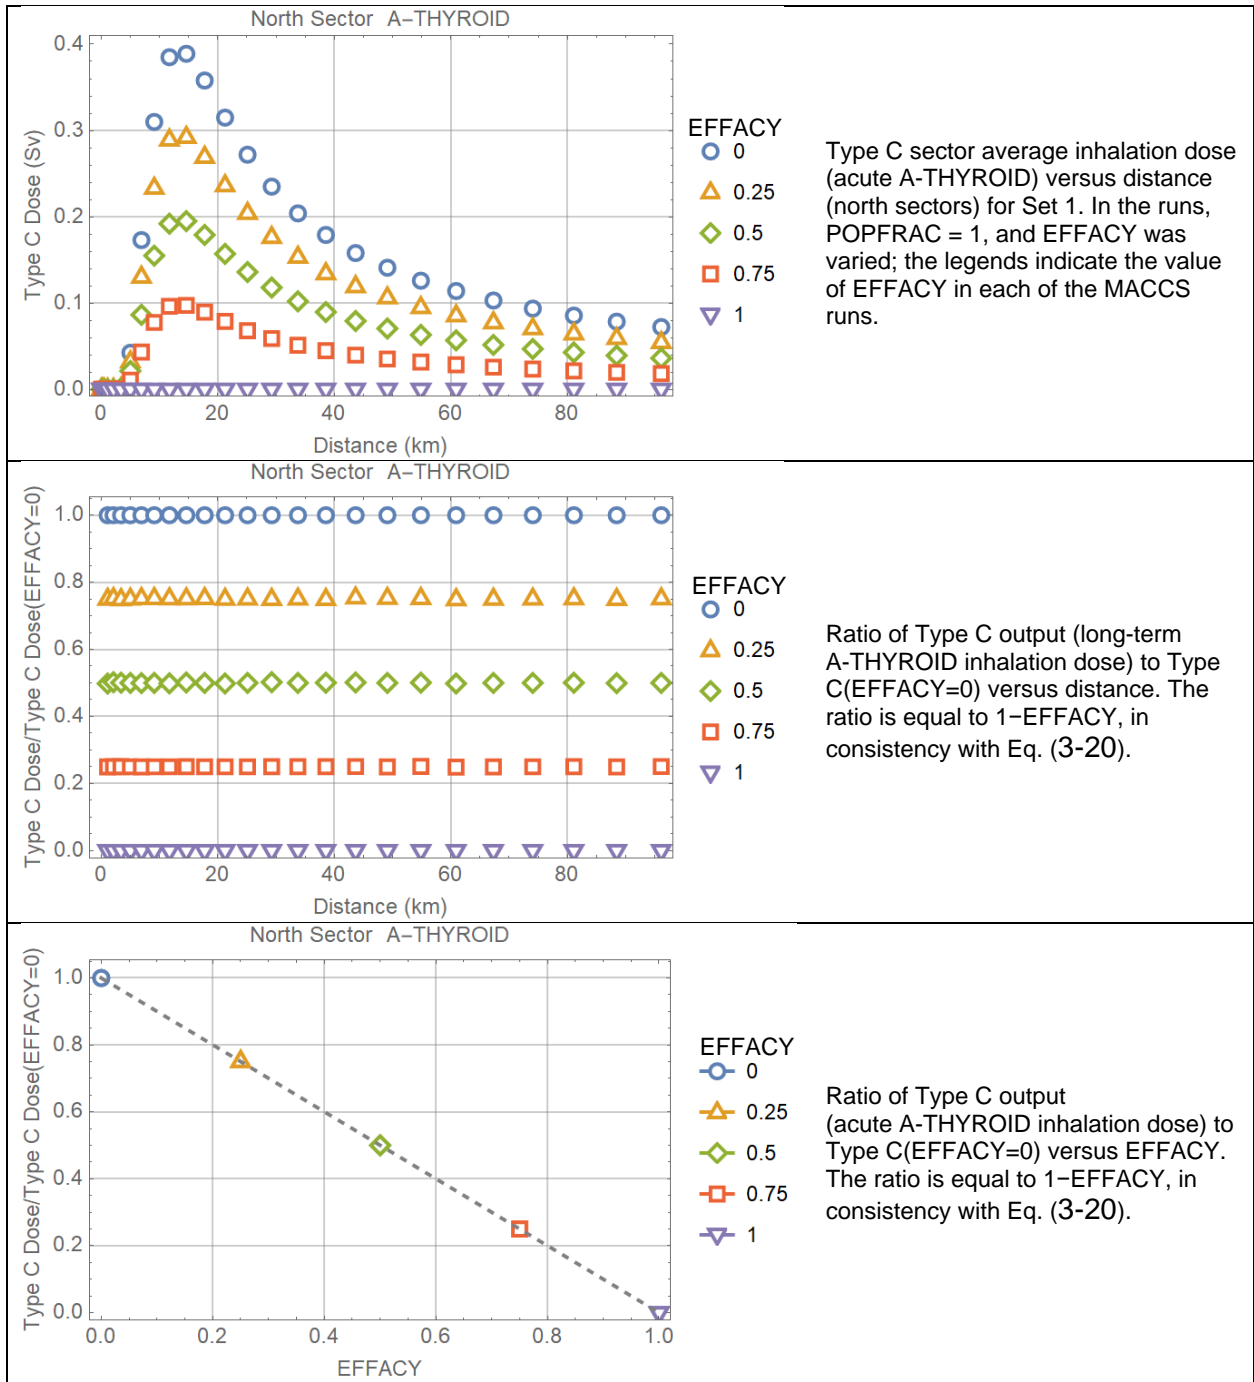 North Sector A−THYROID
Type C Dose (Sv)
0.4
0.3
0.2
0.1
0.0
0 20 40 60 80
Distance (km)
EFFACY
0
0.25
0.5
0.75
1
Type C sector average inhalation dose
(acute A-THYROID) versus distance
(north sectors) for Set 1. In the runs,
POPFRAC = 1, and EFFACY was
varied; the legends indicate the value
of EFFACY in each of the MACCS
runs.
North Sector A−THYROID
Type C Dose/Type C Dose(EFFACY=0)
1.0
0.8
0.6
0.4
0.2
0.0
0 20 40 60 80
Distance (km)
EFFACY
0
0.25
0.5
0.75
1
Ratio of Type C output (long-term
A-THYROID inhalation dose) to Type
C(EFFACY=0) versus distance. The
ratio is equal to 1−EFFACY, in
consistency with Eq. (3-20).
North Sector A−THYROID
Type C Dose/Type C Dose(EFFACY=0)
1.0
0.8
0.6
0.4
0.2
0.0
0.0 0.2 0.4 0.6 0.8 1.0
EFFACY
EFFACY
0
0.25
0.5
0.75
1
Ratio of Type C output
(acute A-THYROID inhalation dose) to
Type C(EFFACY=0) versus EFFACY.
The ratio is equal to 1−EFFACY, in
consistency with Eq. (3-20).